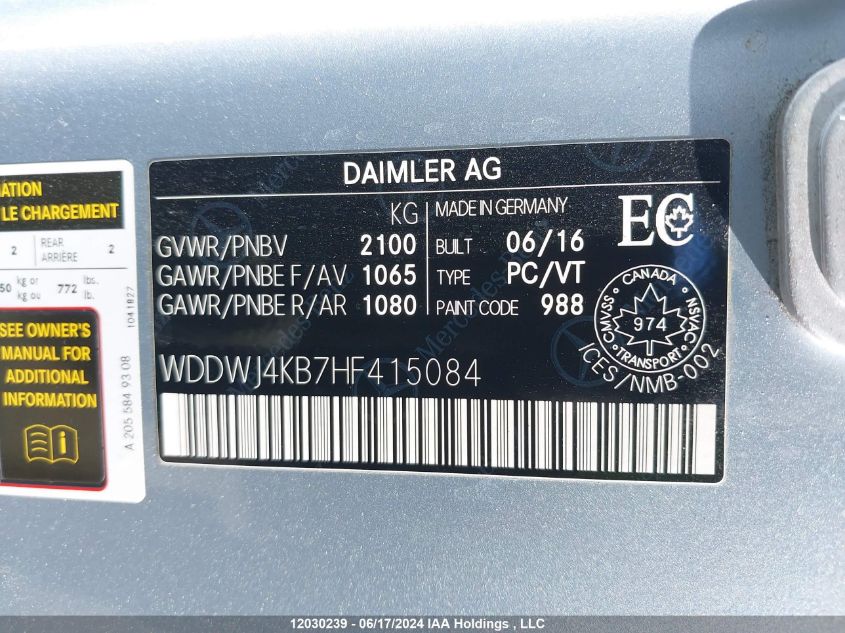 ATION
LE CHARGEMENT
2 REAR ARRIÈRE 2
50 kg or kg ou 772 lbs. lb.
SEE OWNER'S
MANUAL FOR
ADDITIONAL
INFORMATION
1041827
A 205 584 93 08
DAIMLER AG
KG MADE IN GERMANY
GVWR/PNBV 2100 BUILT 06/16
GAWR/PNBE F/AV 1065 TYPE PC/VT
GAWR/PNBE R/AR 1080 PAINT CODE 988
EC
CANADA
CMVSS NSVAC
974
TRANSPORT
ICES/NMB-002
WDDWJ4KB7HF415084
12030239 - 06/17/2024 IAA Holdings , LLC